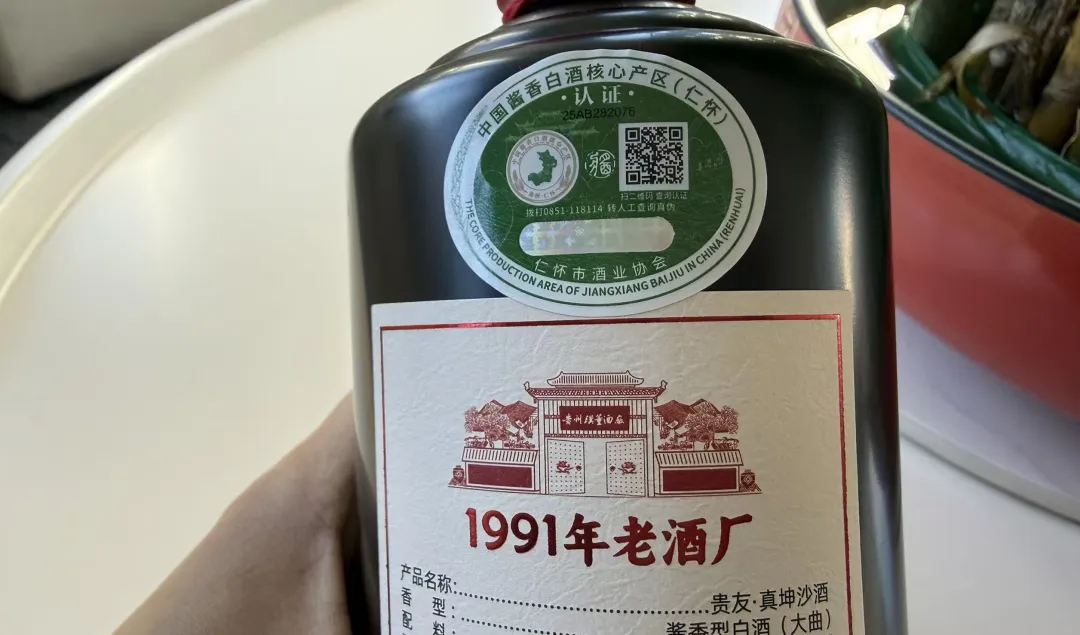 中国酱香白酒核心产区(仁怀)
·认证·
25AB282076
扫二维码 查询认证
拨打0851-118114 转人工查询真伪
仁怀市酒业协会
THE CORE PRODUCTION AREA OF JIANGXIANG BAIJIU IN CHINA (RENHUAI)
1991年老酒厂
产品名称:贵友·真坤沙酒
香型:酱香型白酒(大曲)
配料: